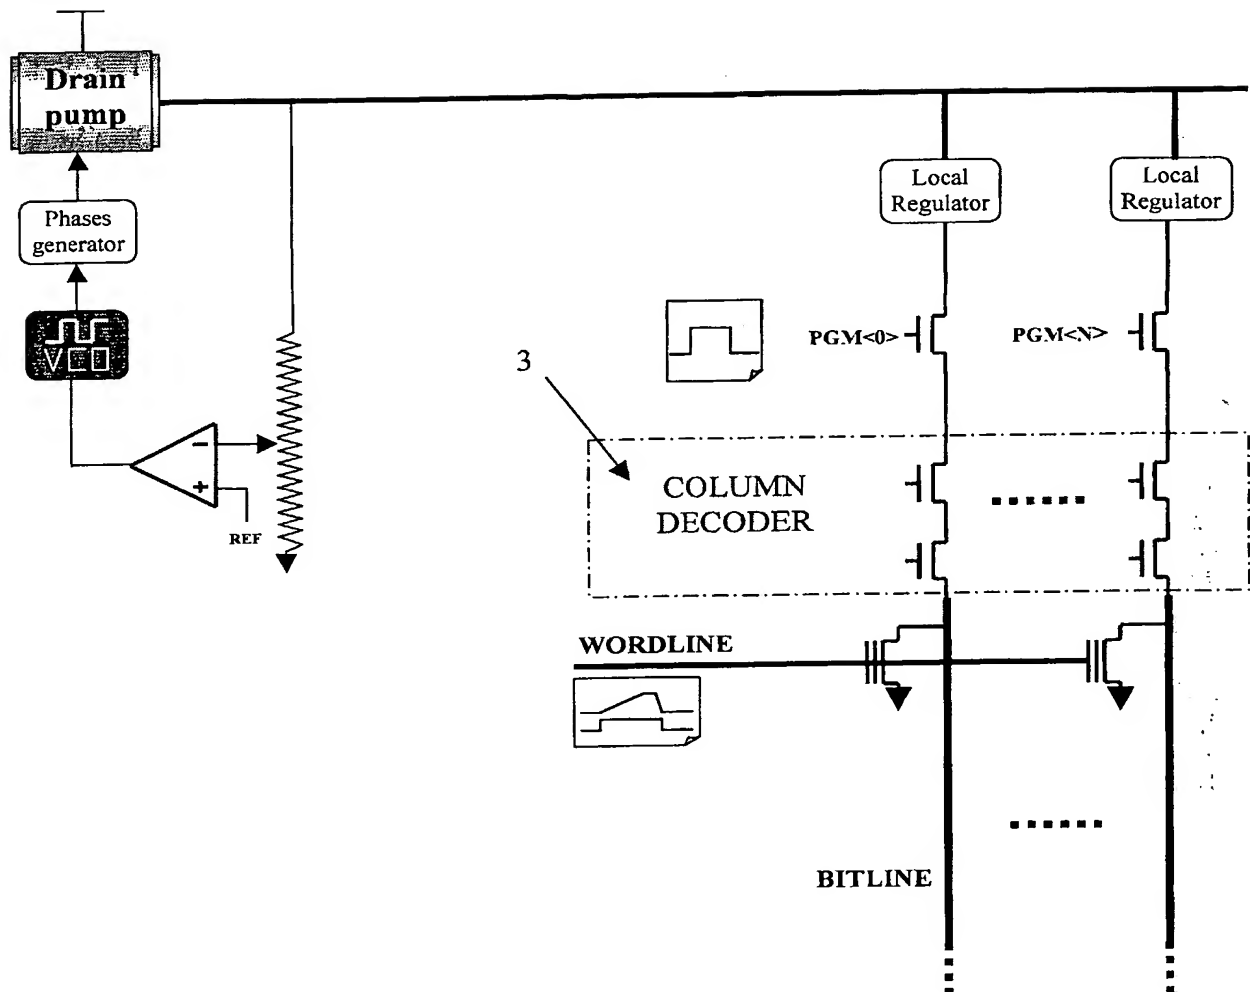 Drain
pump
Local
Regulator
Local
Regulator
Phases
generator
VCO
PGM<0>
PGM<N>
3
−
+
REF
COLUMN
DECODER
WORDLINE
BITLINE